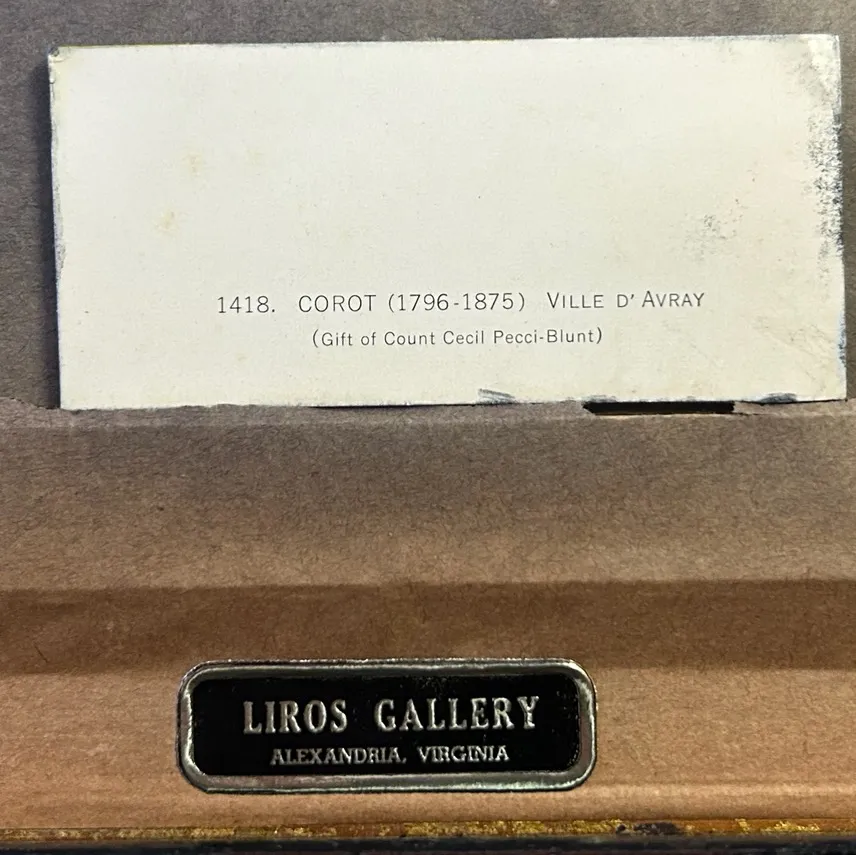 1418. COROT (1796-1875) VILLE D' AVRAY
(Gift of Count Cecil Pecci-Blunt)
LIROS GALLERY
ALEXANDRIA, VIRGINIA